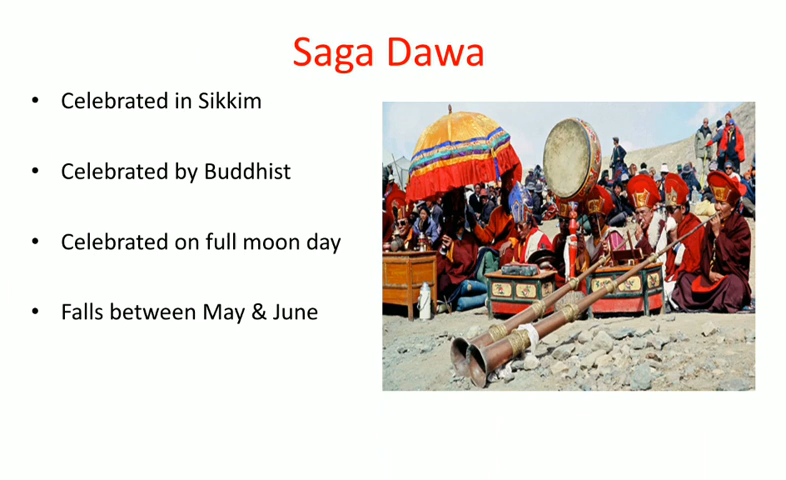 Saga Dawa
• Celebrated in Sikkim
• Celebrated by Buddhist
• Celebrated on full moon day
• Falls between May & June